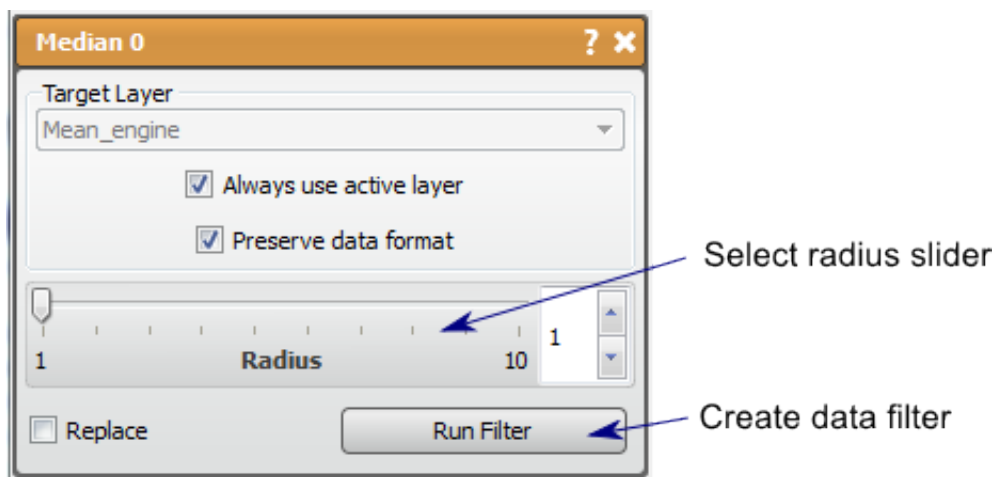 Median 0 ? ×
Target Layer
Mean_engine
Always use active layer
Preserve data format
Select radius slider
1 Radius 10 1
Replace Run Filter Create data filter